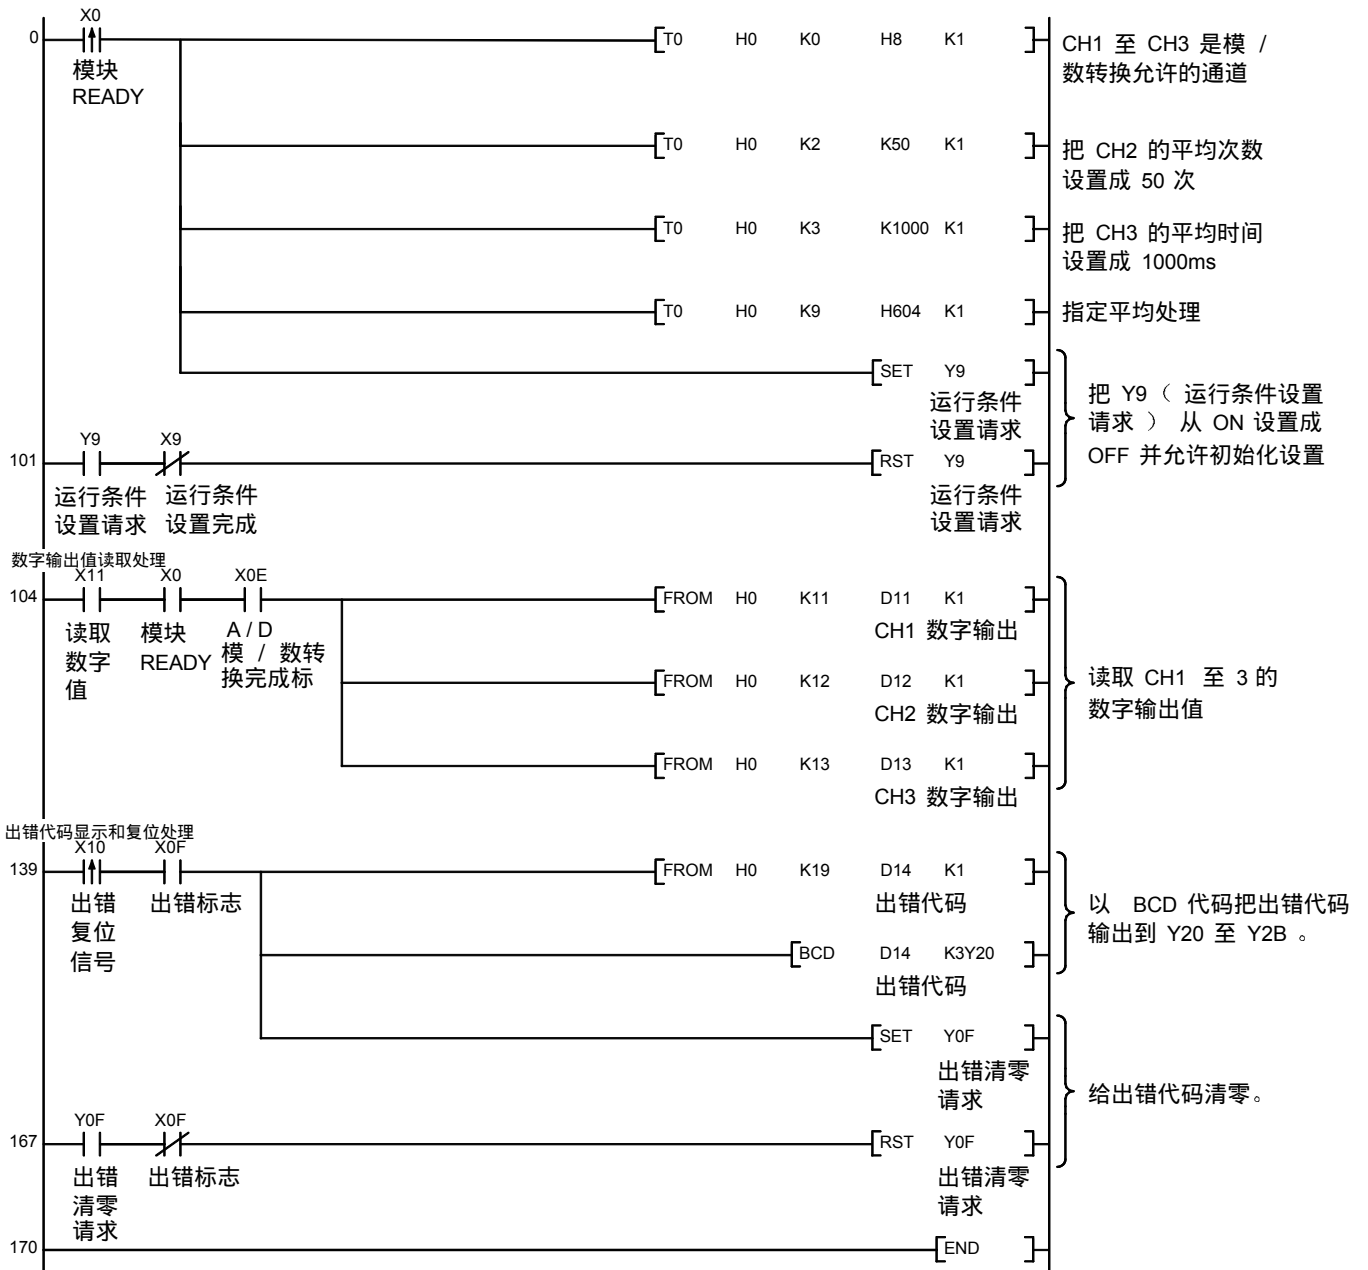 X0
0 T0 H0 K0 H8 K1 CH1 至 CH3 是模 /
模块 数转换允许的通道
READY
T0 H0 K2 K50 K1 把 CH2 的平均次数
设置成 50 次
T0 H0 K3 K1000 K1 把 CH3 的平均时间
设置成 1000ms
T0 H0 K9 H604 K1 指定平均处理
SET Y9
运行条件 把 Y9 ( 运行条件设置
设置请求 请求 ) 从 ON 设置成
Y9 X9
101 RST Y9 OFF 并允许初始化设置
运行条件 运行条件 运行条件
设置请求 设置完成 设置请求
数字输出值读取处理
X11 X0 X0E
104 FROM H0 K11 D11 K1
读取 模块 A / D CH1 数字输出
数字 READY 模 / 数转
值 换完成标
FROM H0 K12 D12 K1 读取 CH1 至 3 的
CH2 数字输出 数字输出值
FROM H0 K13 D13 K1
CH3 数字输出
出错代码显示和复位处理
X10 X0F
139 FROM H0 K19 D14 K1
出错 出错标志 出错代码 以 BCD 代码把出错代码
复位 输出到 Y20 至 Y2B 。
信号
BCD D14 K3Y20
出错代码
SET Y0F
出错清零
请求 给出错代码清零。
Y0F X0F
167 RST Y0F
出错 出错标志 出错清零
清零 请求
请求
170 END